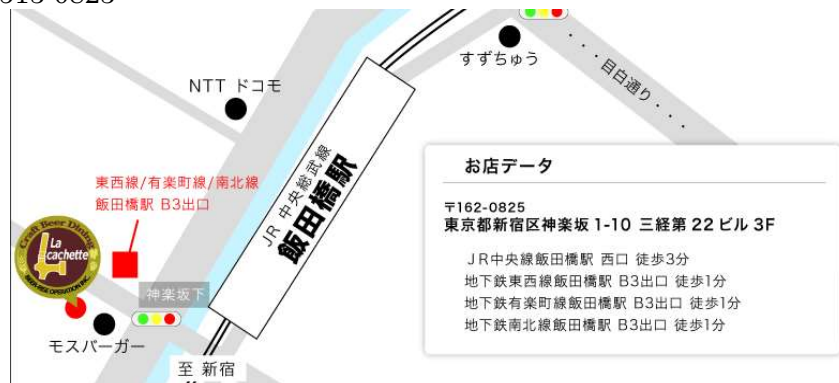 すずちゅう
・・・目白通り・・・
NTT ドコモ
JR 中央総武線
飯田橋駅
東西線/有楽町線/南北線
飯田橋駅 B3出口
Craft Beer Dining
La
cachette
BEER-RISE OPERATION INC.
神楽坂下
モスバーガー
至 新宿
お店データ
〒162-0825
東京都新宿区神楽坂 1-10 三経第 22 ビル 3F
JR中央線飯田橋駅 西口 徒歩3分
地下鉄東西線飯田橋駅 B3出口 徒歩1分
地下鉄有楽町線飯田橋駅 B3出口 徒歩1分
地下鉄南北線飯田橋駅 B3出口 徒歩1分